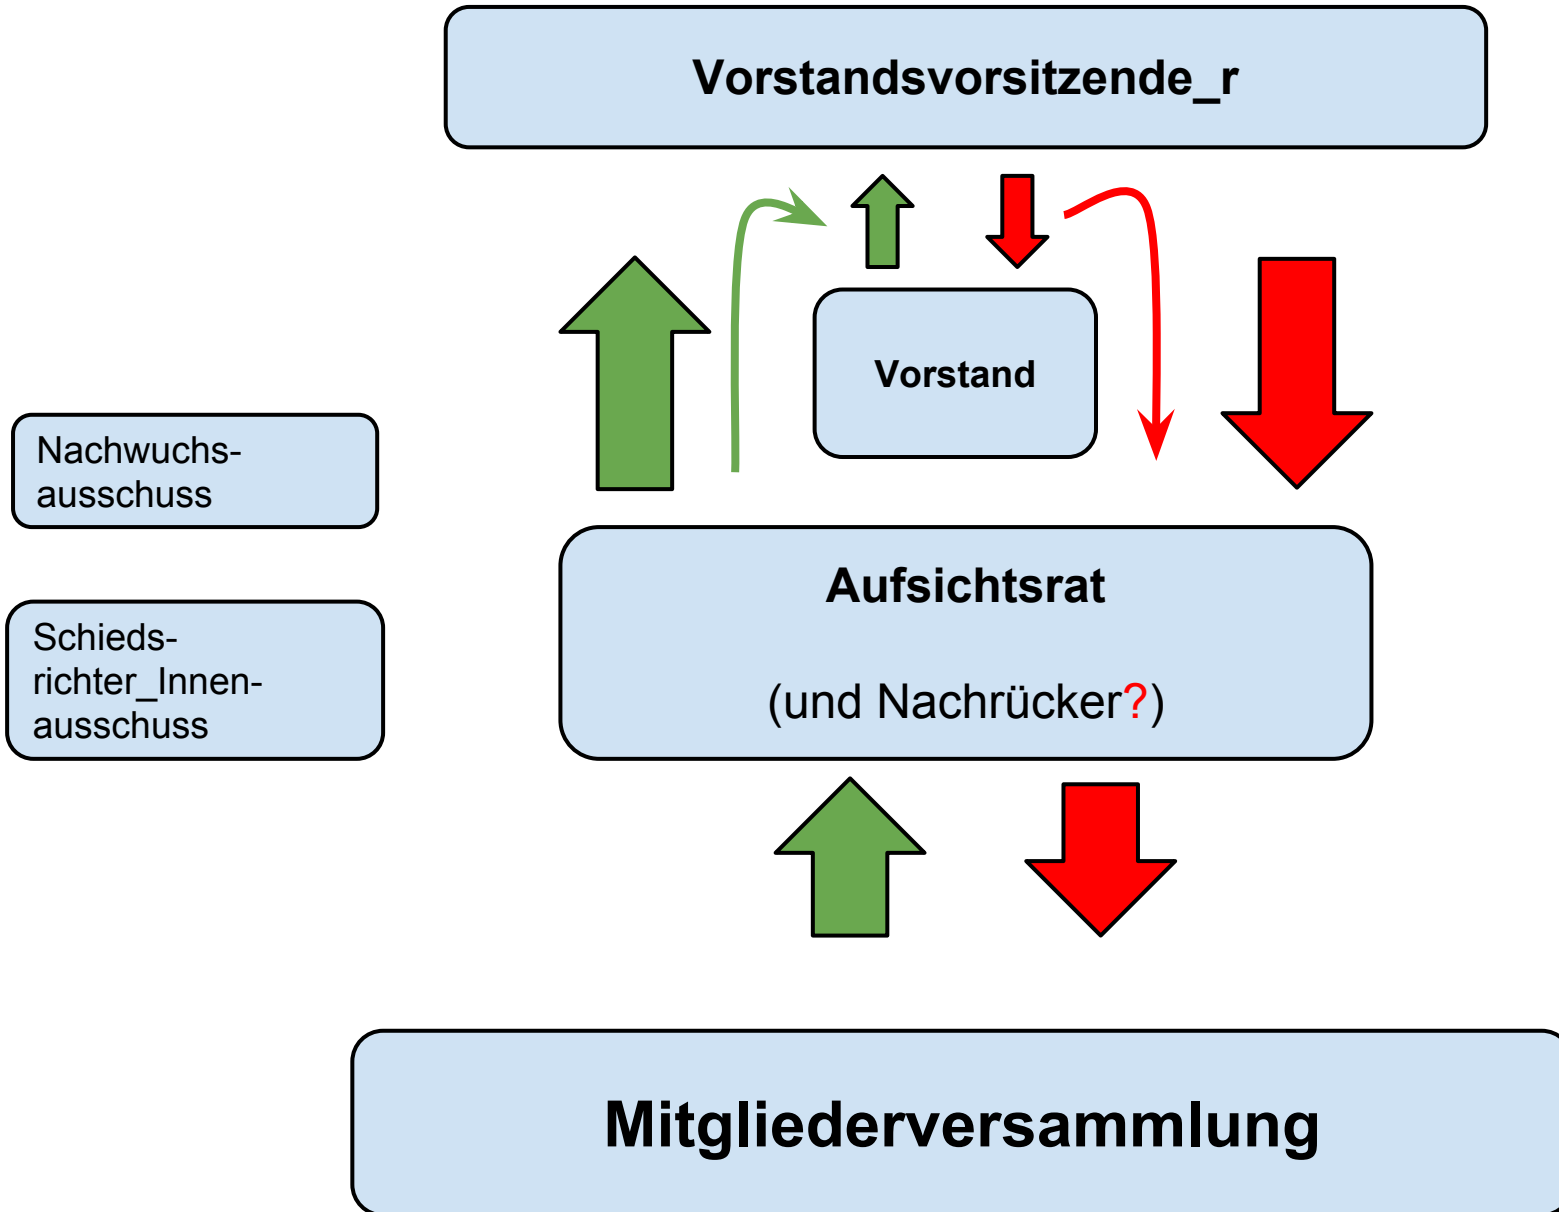 Vorstandsvorsitzende_r
Vorstand
Nachwuchs-
ausschuss
Aufsichtsrat
(und Nachrücker?)
Schieds-
richter_Innen-
ausschuss
Mitgliederversammlung